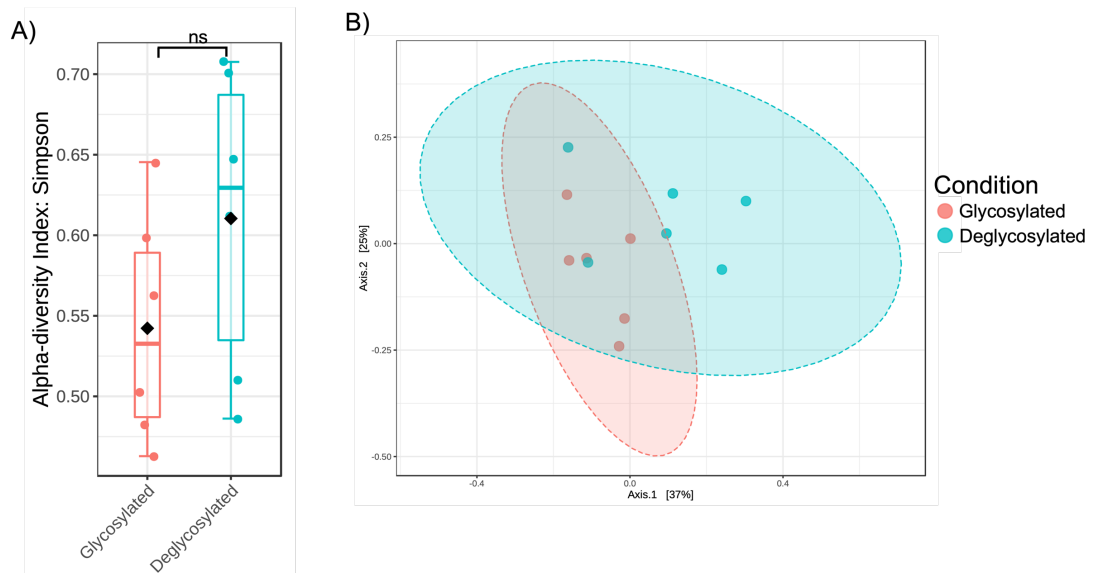 A)
ns
Alpha-diversity Index: Simpson
0.70
0.65
0.60
0.55
0.50
Glycosylated
Deglycosylated
B)
Axis.2 [25%]
0.25
0.00
-0.25
-0.50
-0.4
0.0
0.4
Axis.1 [37%]
Condition
Glycosylated
Deglycosylated